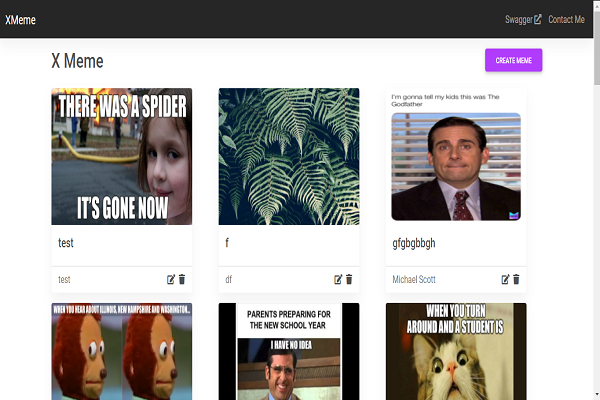 XMeme
Swagger
Contact Me
X Meme
CREATE MEME
THERE WAS A SPIDER
IT'S GONE NOW
I'm gonna tell my kids this was The
Godfather
test
f
gfgbgbbgh
test
df
Michael Scott
WHEN YOU HEAR ABOUT ILLINOIS, NEW HAMPSHIRE AND WASHINGTON...
PARENTS PREPARING FOR
THE NEW SCHOOL YEAR
I HAVE NO IDEA
WHEN YOU TURN
AROUND AND A STUDENT IS